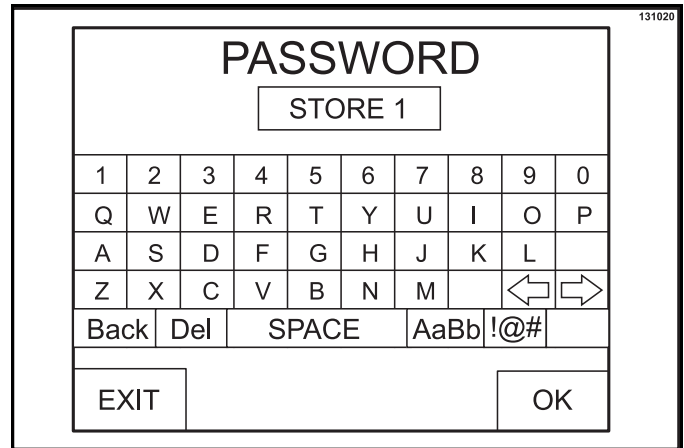 131020
PASSWORD
STORE 1
1 2 3 4 5 6 7 8 9 0
Q W E R T Y U I O P
A S D F G H J K L
Z X C V B N M
Back Del SPACE AaBb !@#
EXIT OK